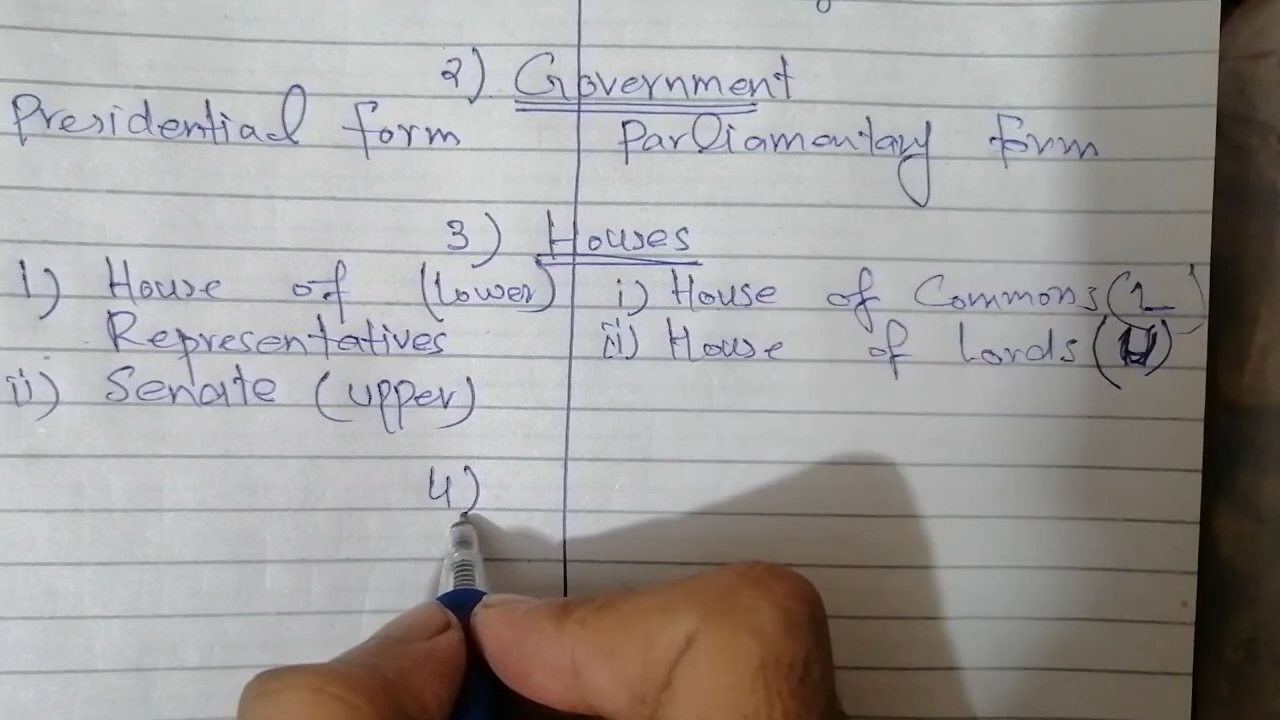 2) Government
Presidential form
Parliamentary form
3) Houses
i) House of (Lower)
Representatives
ii) Senate (upper)
i) House of Commons (L)
ii) House of Lords (U)
4)